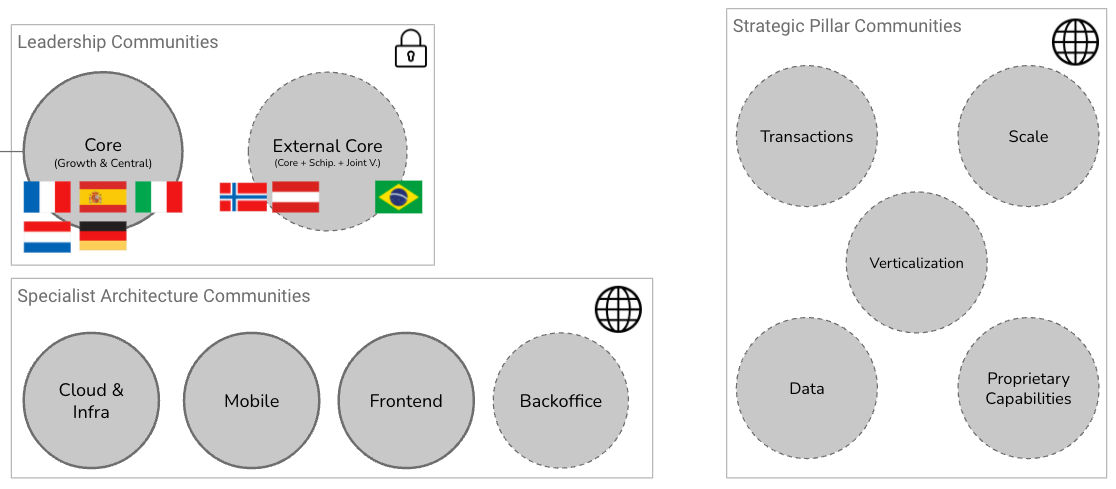 Leadership Communities
Core
(Growth & Central)
External Core
(Core + Schip. + Joint V.)
Specialist Architecture Communities
Cloud &
Infra
Mobile
Frontend
Backoffice
Strategic Pillar Communities
Transactions
Scale
Verticalization
Data
Proprietary
Capabilities